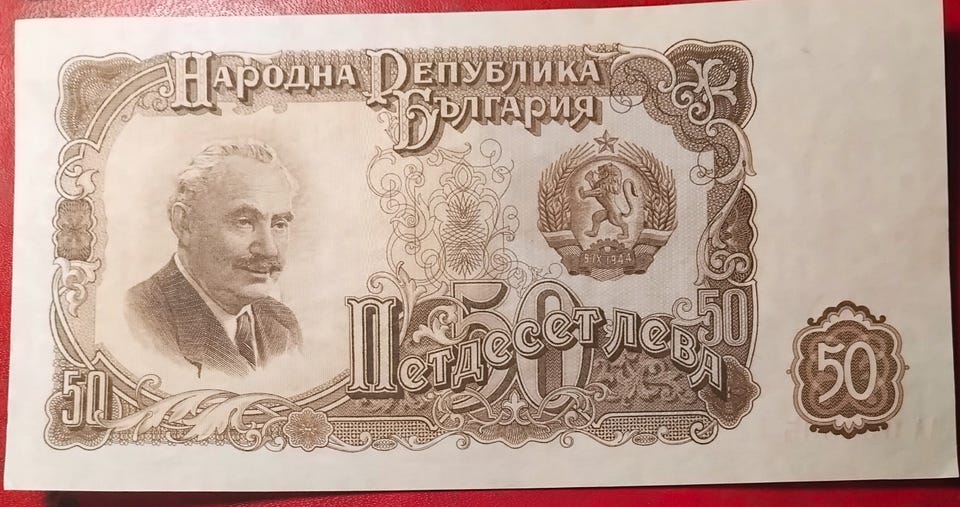 Народна Република
България
9·IX·1944
50
Петдесет лева
50
50
50